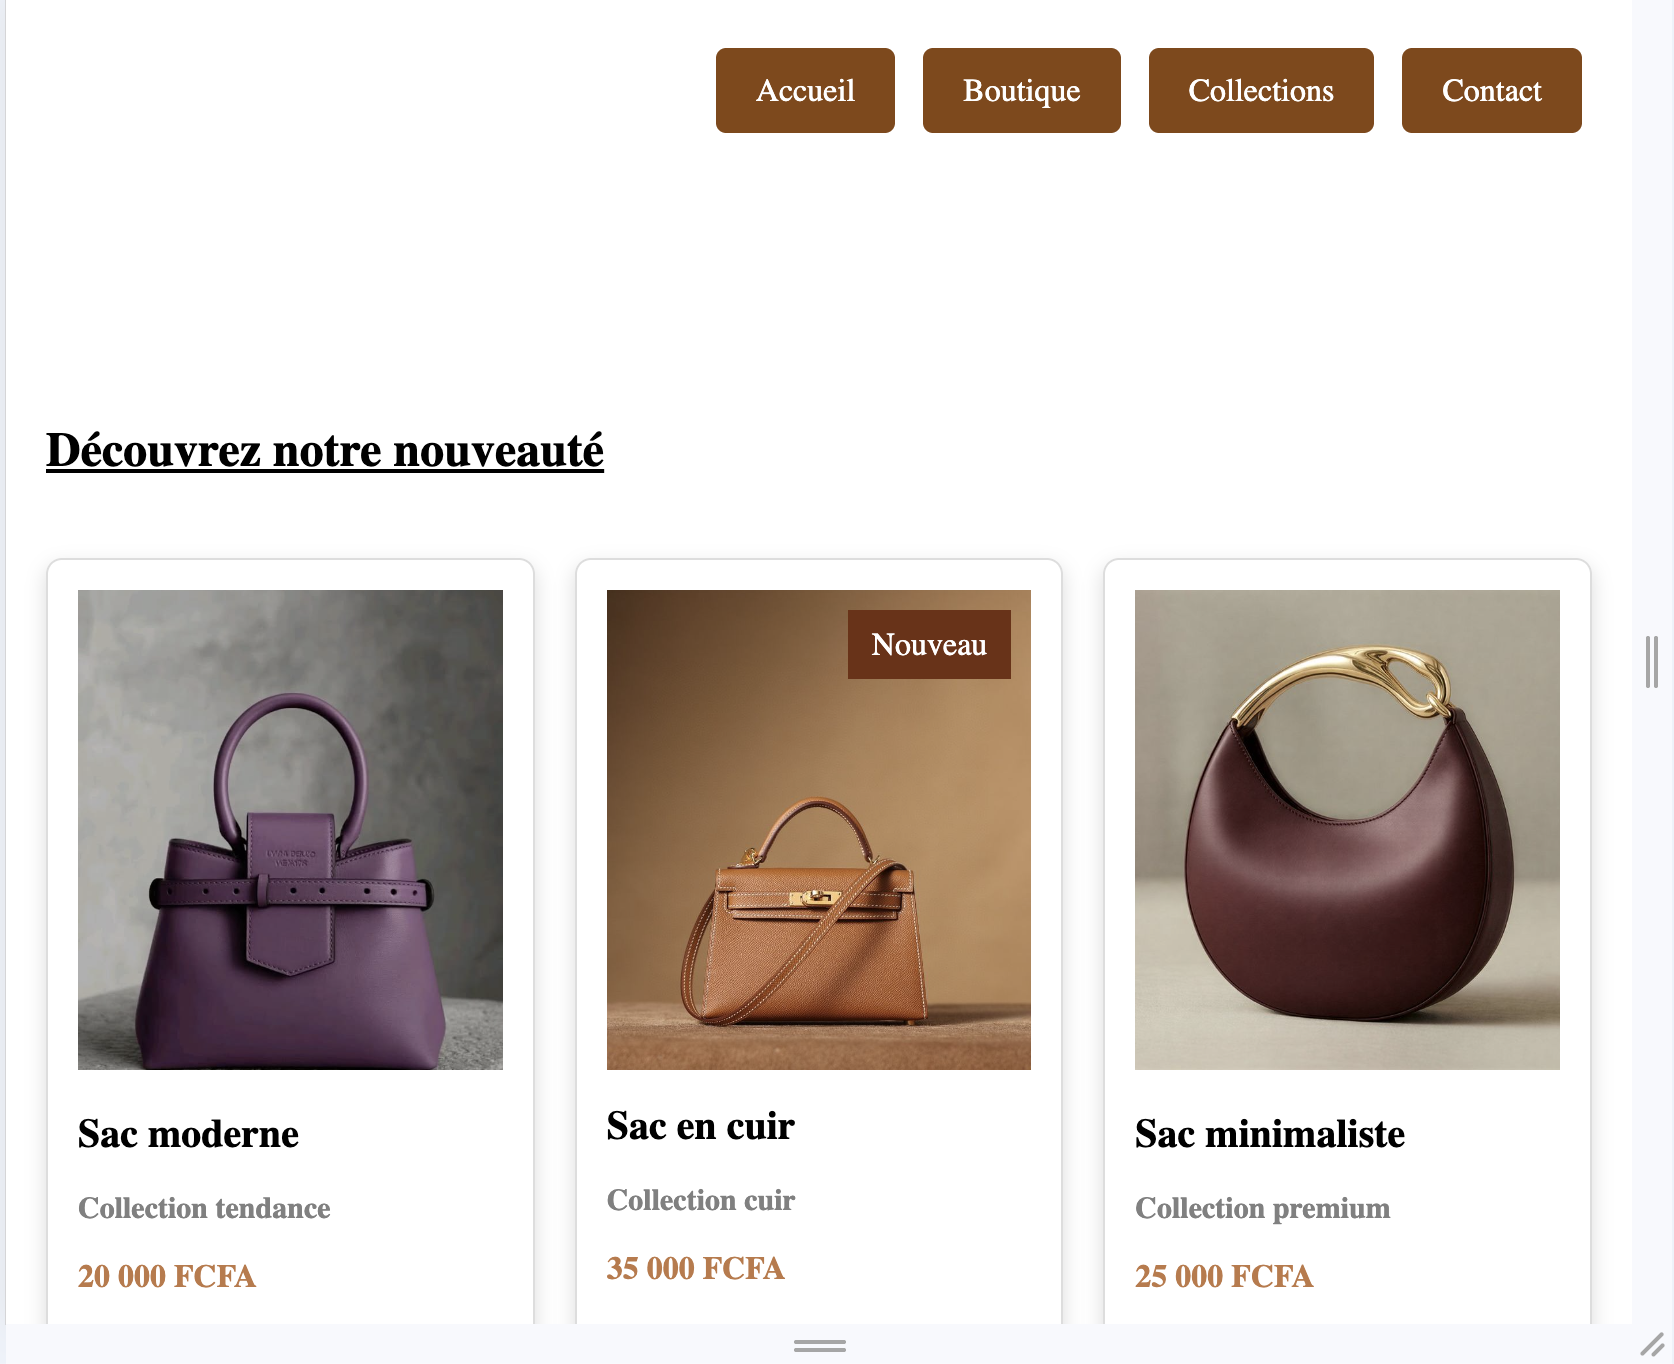 Accueil
Boutique
Collections
Contact
Découvrez notre nouveauté
Nouveau
Sac moderne
Collection tendance
20 000 FCFA
Sac en cuir
Collection cuir
35 000 FCFA
Sac minimaliste
Collection premium
25 000 FCFA